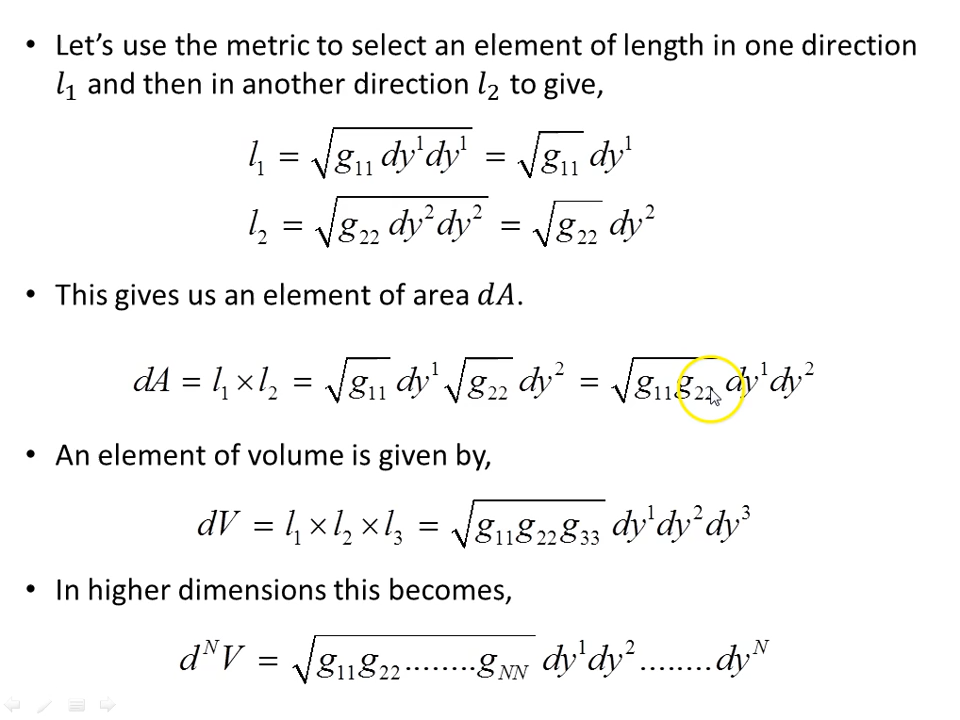 • Let's use the metric to select an element of length in one direction
l₁ and then in another direction l₂ to give,
l₁ = √(g₁₁ dy¹dy¹) = √(g₁₁) dy¹
l₂ = √(g₂₂ dy²dy²) = √(g₂₂) dy²
• This gives us an element of area dA.
dA = l₁ × l₂ = √(g₁₁) dy¹ √(g₂₂) dy² = √(g₁₁g₂₂) dy¹dy²
• An element of volume is given by,
dV = l₁ × l₂ × l₃ = √(g₁₁g₂₂g₃₃) dy¹dy²dy³
• In higher dimensions this becomes,
dᴺV = √(g₁₁g₂₂........g_NN) dy¹dy²........dyᴺ